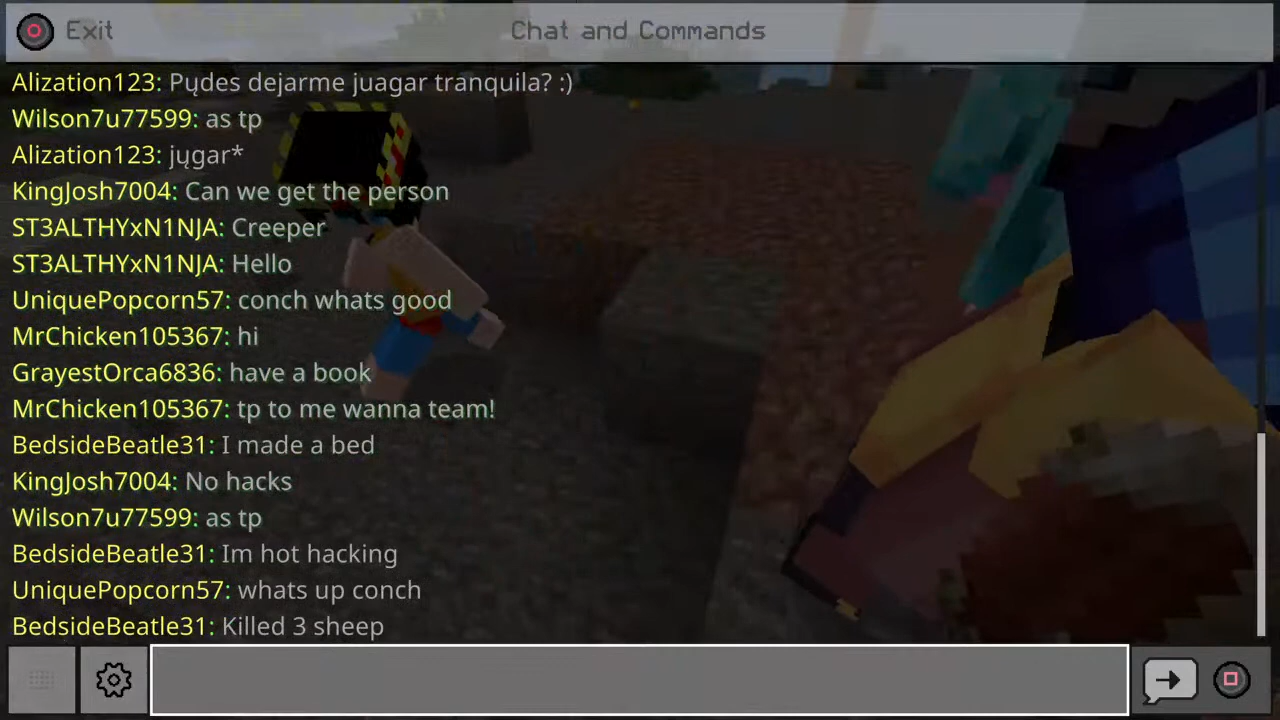 Exit
Chat and Commands
Alization123: Pųdes dejarme juagar tranquila? :)
Wilson7u77599: as tp
Alization123: jųgar*
KingJosh7004: Can we get the person
ST3ALTHYxN1NJA: Creeper
ST3ALTHYxN1NJA: Hello
UniquePopcorn57: conch whats good
MrChicken105367: hi
GrayestOrca6836: have a book
MrChicken105367: tp to me wanna team!
BedsideBeatle31: I made a bed
KingJosh7004: No hacks
Wilson7u77599: as tp
BedsideBeatle31: Im hot hacking
UniquePopcorn57: whats up conch
BedsideBeatle31: Killed 3 sheep